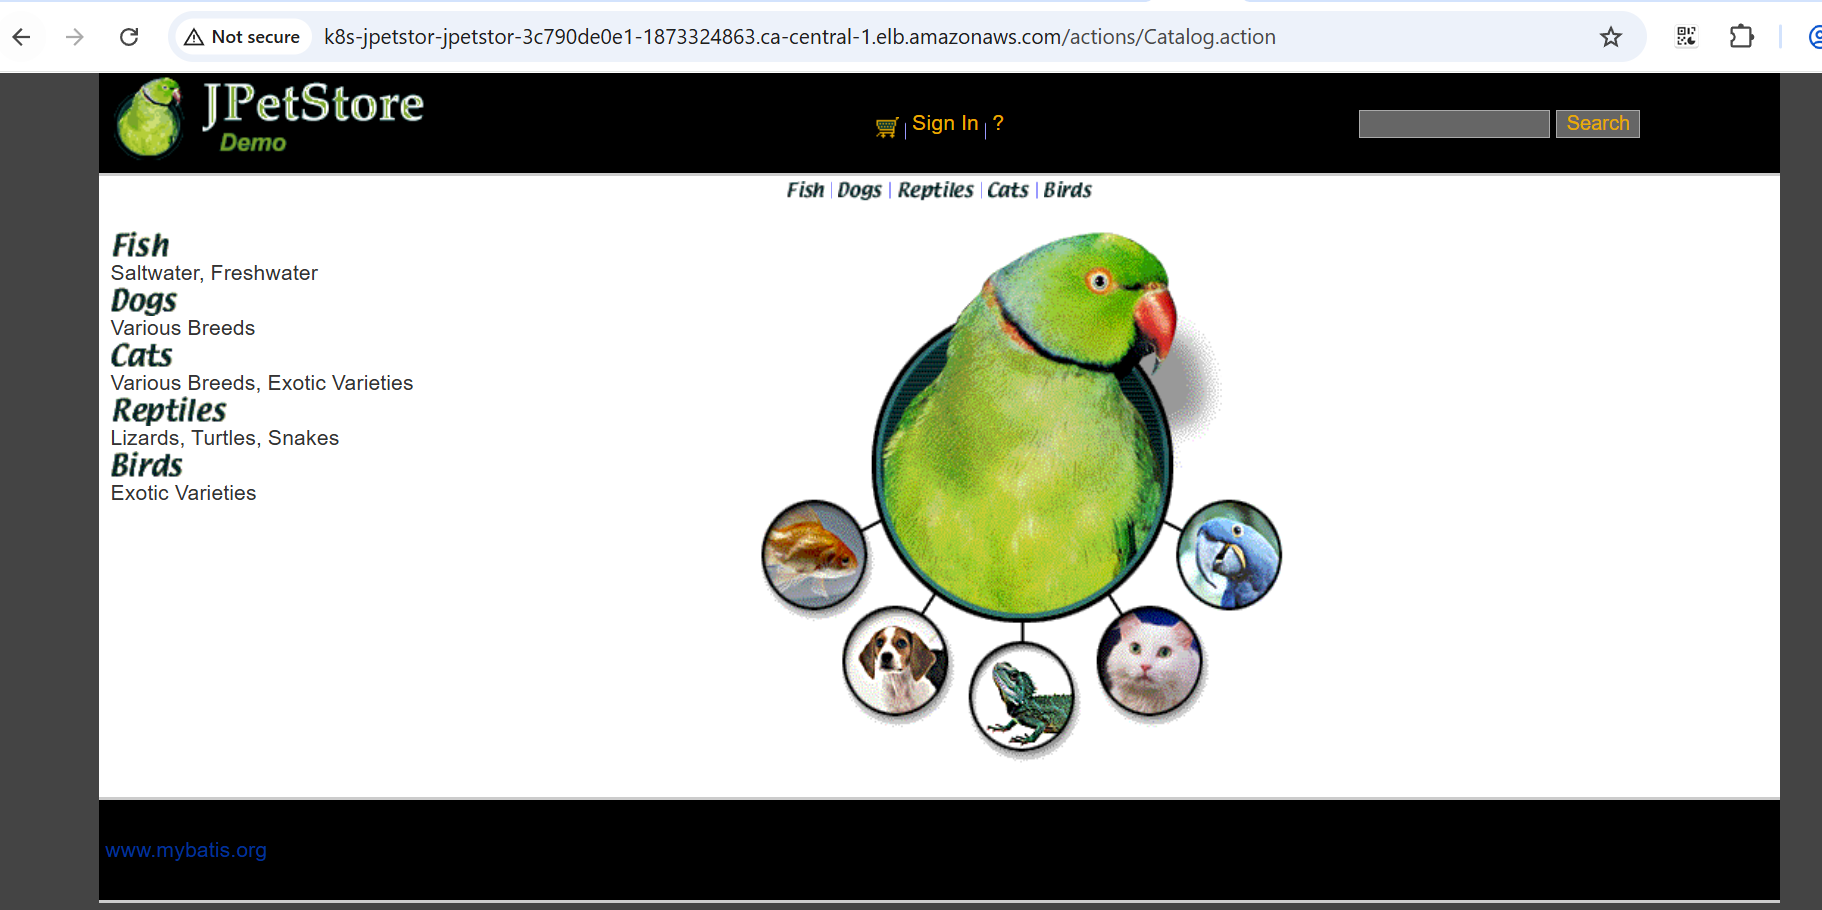 Not secure k8s-jpetstor-jpetstor-3c790de0e1-1873324863.ca-central-1.elb.amazonaws.com/actions/Catalog.action
JPetStore
Demo
Sign In | ?
Search
Fish | Dogs | Reptiles | Cats | Birds
Fish
Saltwater, Freshwater
Dogs
Various Breeds
Cats
Various Breeds, Exotic Varieties
Reptiles
Lizards, Turtles, Snakes
Birds
Exotic Varieties
www.mybatis.org